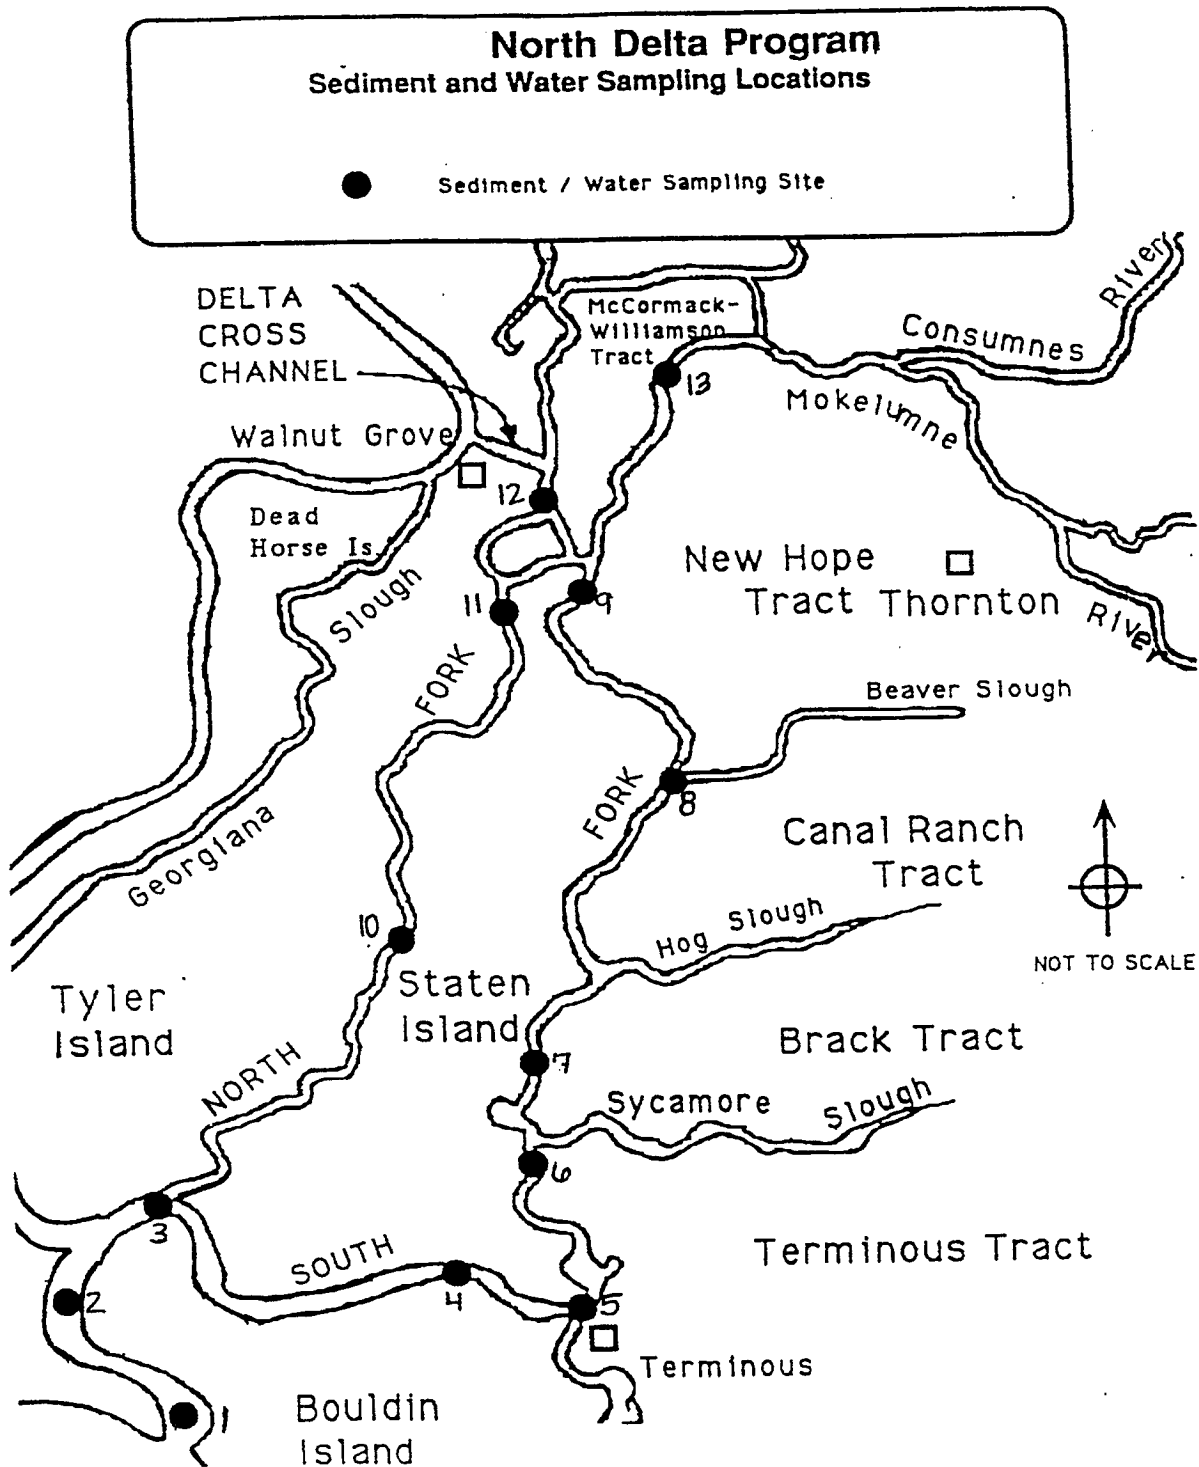 North Delta Program
Sediment and Water Sampling Locations
Sediment / Water Sampling Site
DELTA
CROSS
CHANNEL
McCormack-
Williamson
Tract
Consumnes
River
13
Mokelumne
River
Walnut Grove
12
Dead
Horse Is.
New Hope
Tract
Thornton
Slough
11
9
FORK
Beaver Slough
FORK
8
Georgiana
Canal Ranch
Tract
10
Hog Slough
NOT TO SCALE
Tyler
Island
Staten
Island
Brack Tract
NORTH
7
Sycamore Slough
6
3
SOUTH
Terminous Tract
4
2
5
Terminous
1
Bouldin
Island